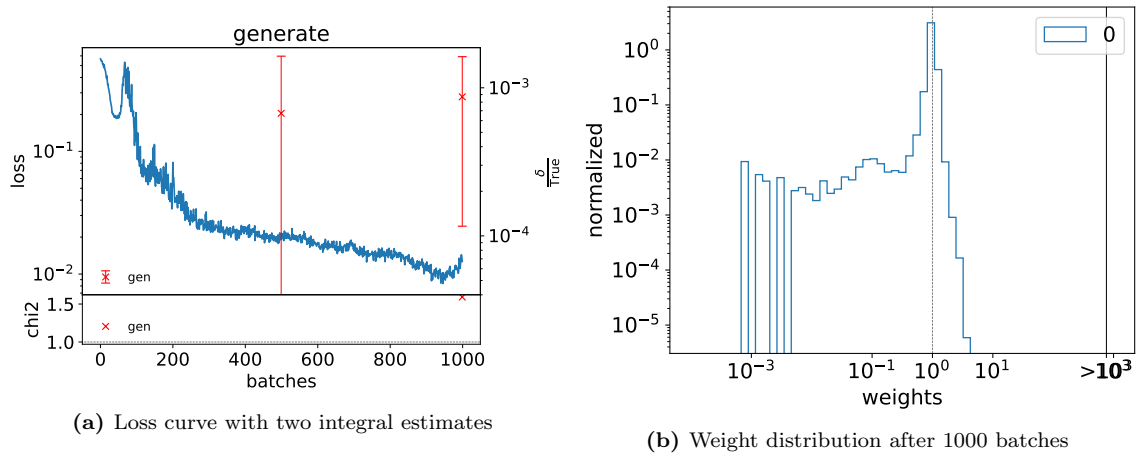 generate
loss
10^{-1}
10^{-2}
10^{-3}
10^{-4}
δ/True
gen
chi2
1.5
1.0
gen
0 200 400 600 800 1000
batches
(a) Loss curve with two integral estimates
normalized
10^0
10^{-1}
10^{-2}
10^{-3}
10^{-4}
10^{-5}
0
10^{-3} 10^{-1} 10^0 10^1 >10^3
weights
(b) Weight distribution after 1000 batches